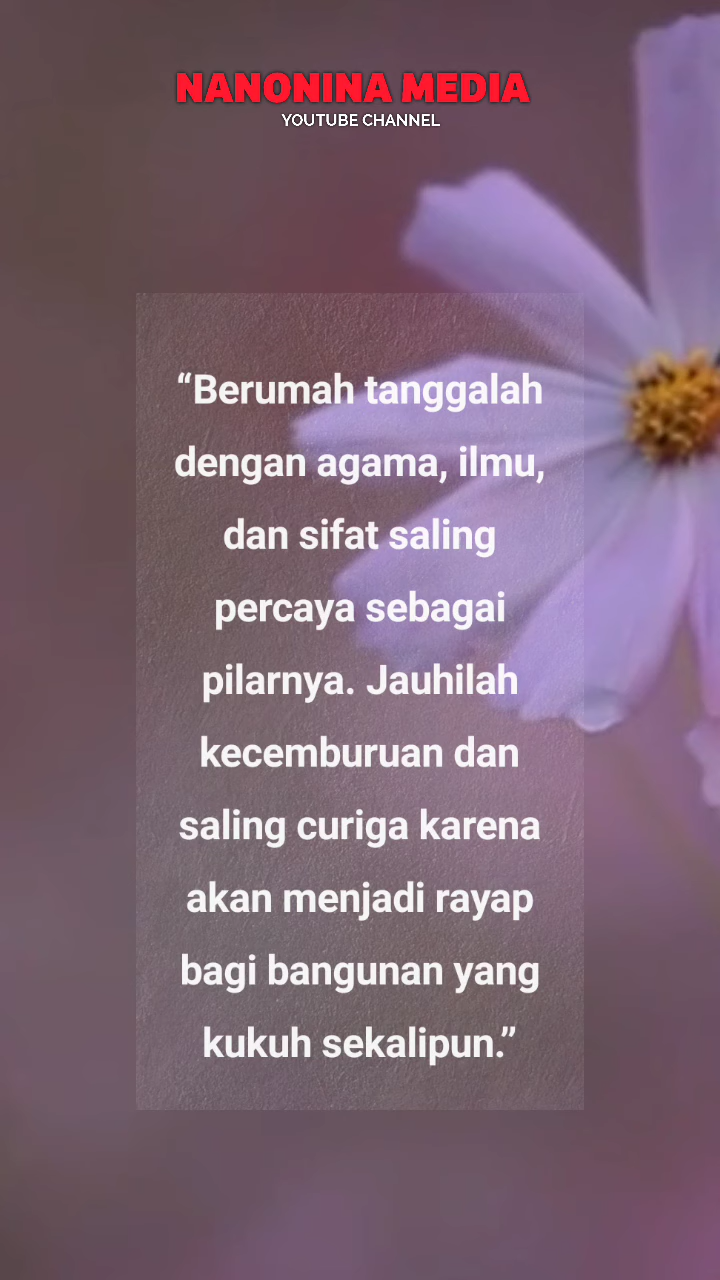 NANONINA MEDIA
YOUTUBE CHANNEL
“Berumah tanggalah
dengan agama, ilmu,
dan sifat saling
percaya sebagai
pilarnya. Jauhilah
kecemburuan dan
saling curiga karena
akan menjadi rayap
bagi bangunan yang
kukuh sekalipun.”